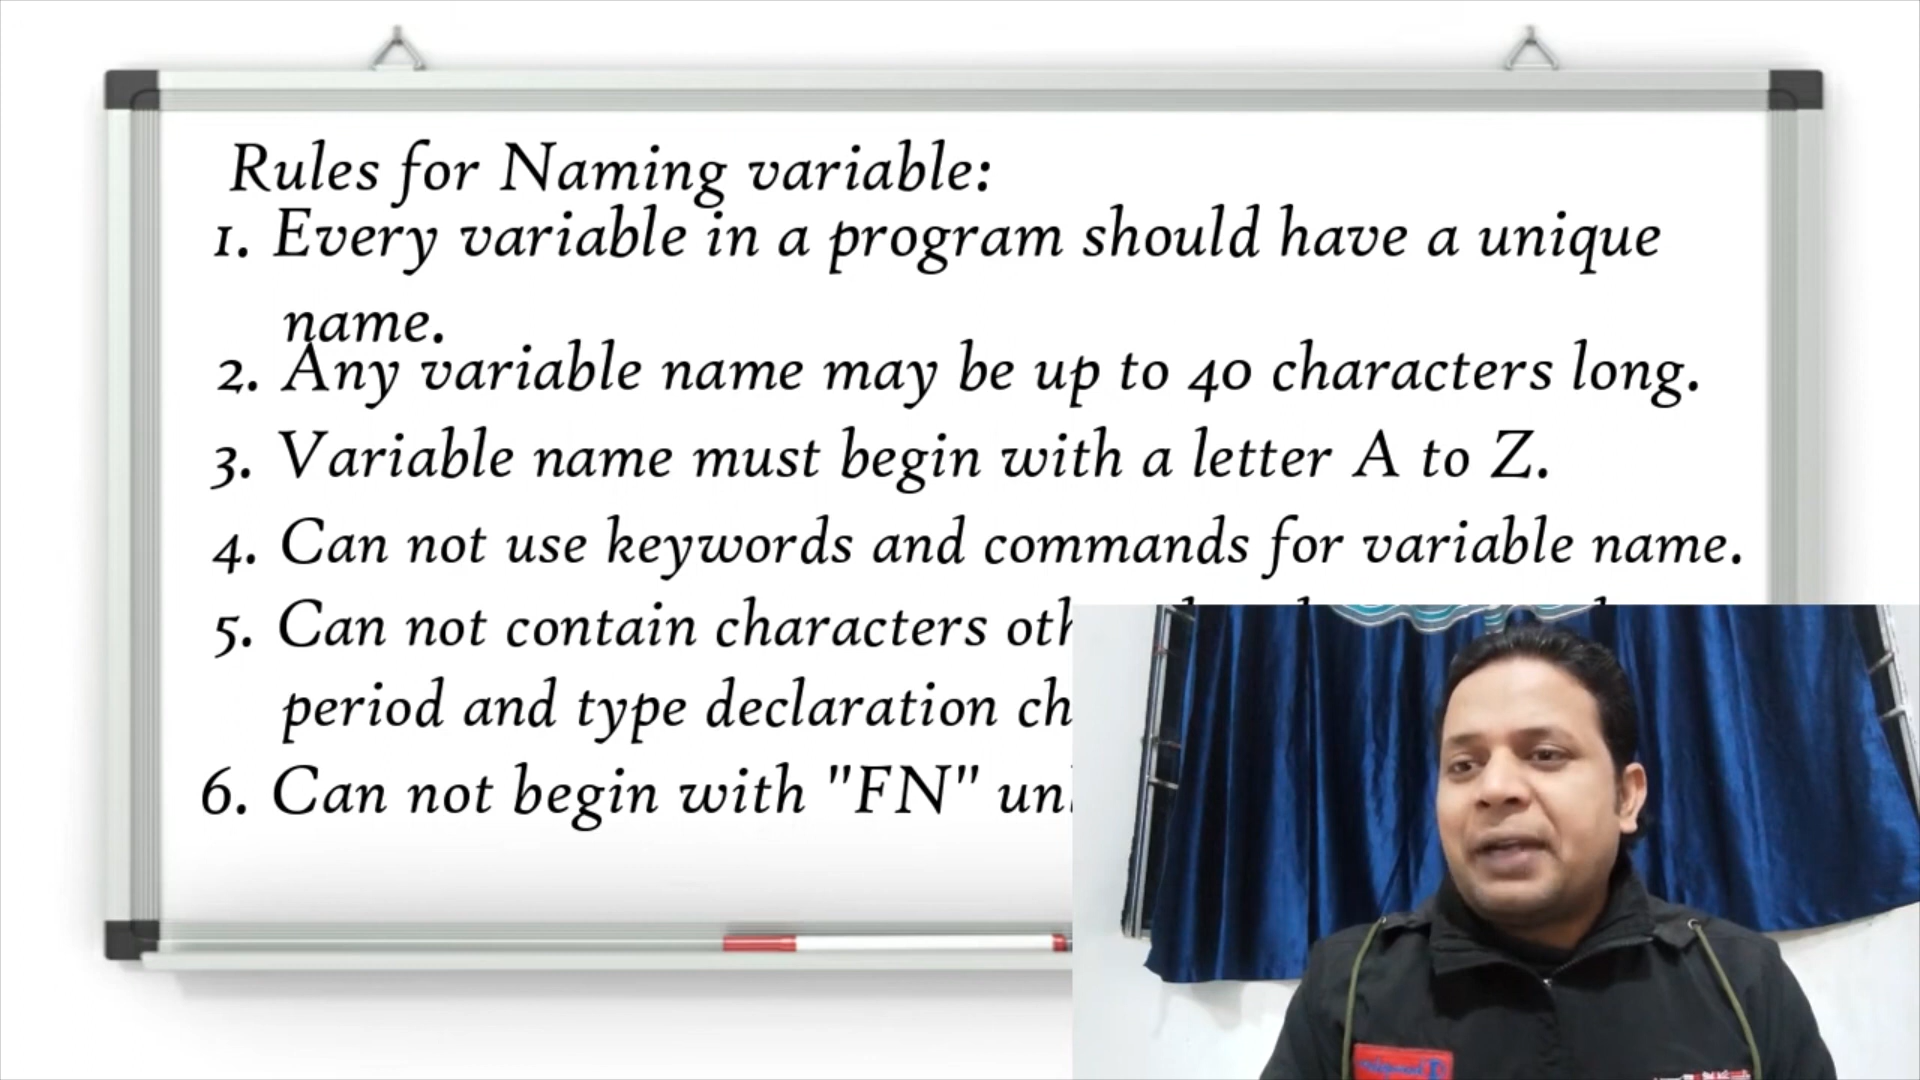 Rules for Naming variable:
1. Every variable in a program should have a unique
name.
2. Any variable name may be up to 40 characters long.
3. Variable name must begin with a letter A to Z.
4. Can not use keywords and commands for variable name.
5. Can not contain characters
period and type declaration
6. Can not begin with "FN"